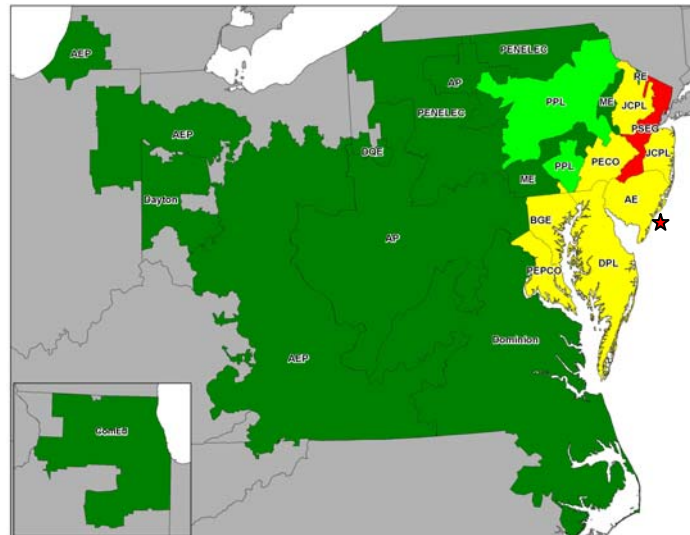 AEP
PENELEC
AP
RE
PPL
ME
JCPL
PENELEC
AEP
PSEG
DQE
PECO
JCPL
PPL
ME
Dayton
AE
BGE
AP
DPL
PEPCO
Dominion
AEP
ComEd